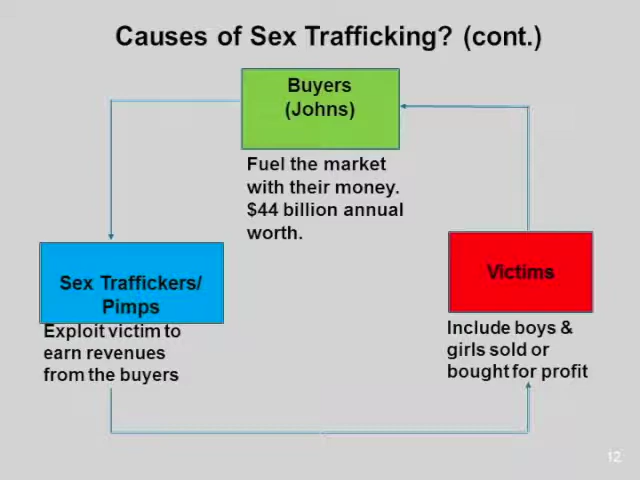 Causes of Sex Trafficking? (cont.)
Buyers
(Johns)
Fuel the market
with their money.
$44 billion annual
worth.
Sex Traffickers/
Pimps
Exploit victim to
earn revenues
from the buyers
Victims
Include boys &
girls sold or
bought for profit
12